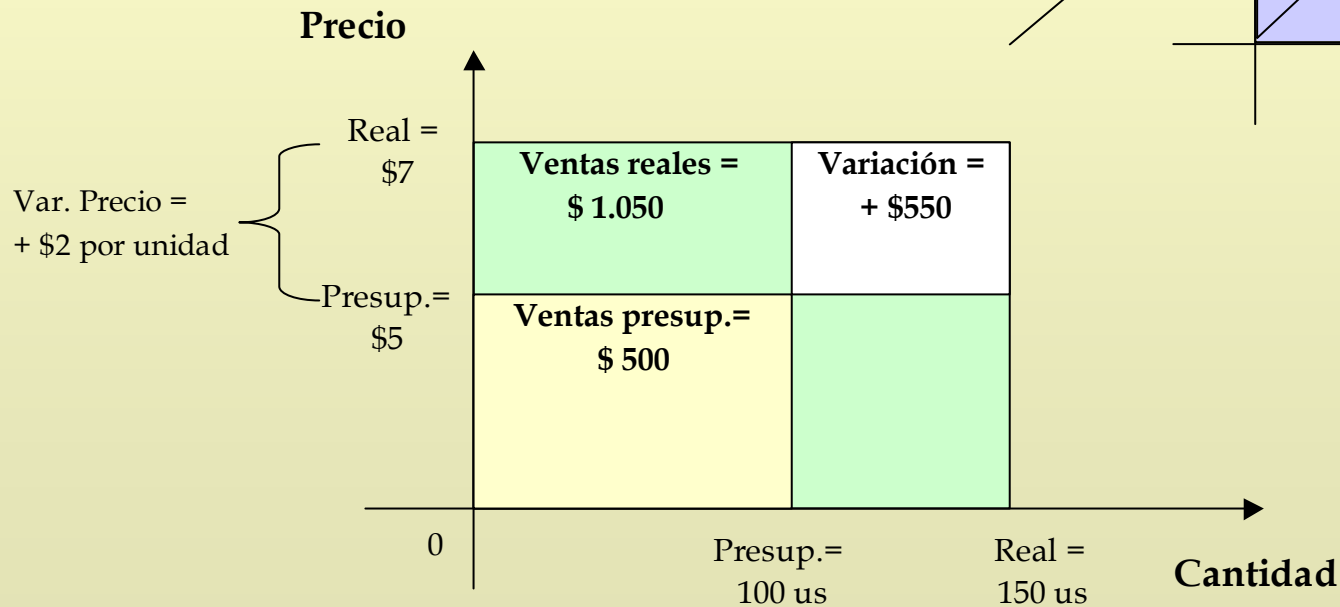 Precio
Real =
$7
Var. Precio =
+ $2 por unidad
Ventas reales =
$ 1.050
Variación =
+ $550
Presup.=
$5
Ventas presup.=
$ 500
0
Presup.=
100 us
Real =
150 us
Cantidad